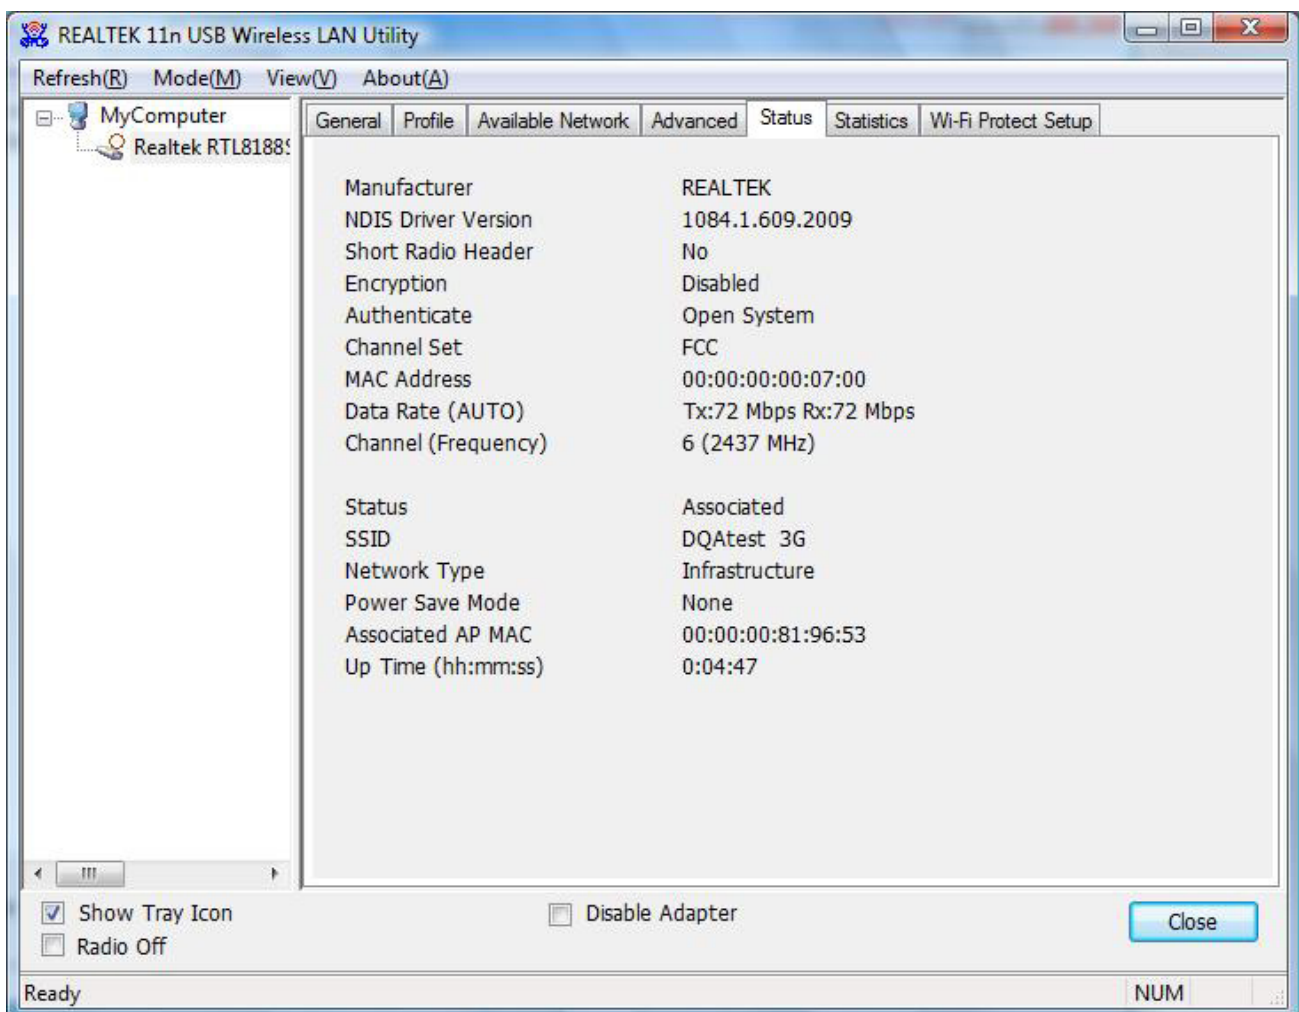 REALTEK 11n USB Wireless LAN Utility
Refresh(R) Mode(M) View(V) About(A)
MyComputer
Realtek RTL8188S
General Profile Available Network Advanced Status Statistics Wi-Fi Protect Setup
Manufacturer REALTEK
NDIS Driver Version 1084.1.609.2009
Short Radio Header No
Encryption Disabled
Authenticate Open System
Channel Set FCC
MAC Address 00:00:00:00:07:00
Data Rate (AUTO) Tx:72 Mbps Rx:72 Mbps
Channel (Frequency) 6 (2437 MHz)
Status Associated
SSID DQAtest 3G
Network Type Infrastructure
Power Save Mode None
Associated AP MAC 00:00:00:81:96:53
Up Time (hh:mm:ss) 0:04:47
Show Tray Icon Disable Adapter Close
Radio Off
Ready NUM